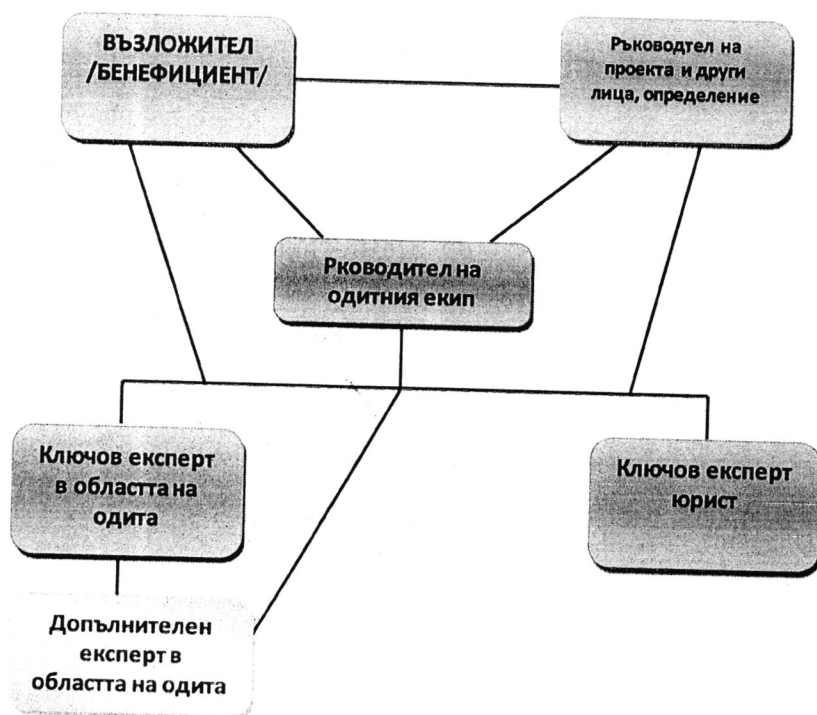 ВЪЗЛОЖИТЕЛ
/БЕНЕФИЦИЕНТ/
Ръководтел на
проекта и други
лица, определение
Рководител на
одитния екип
Ключов експерт
в областта на
одита
Ключов експерт
юрист
Допълнителен
експерт в
областта на одита